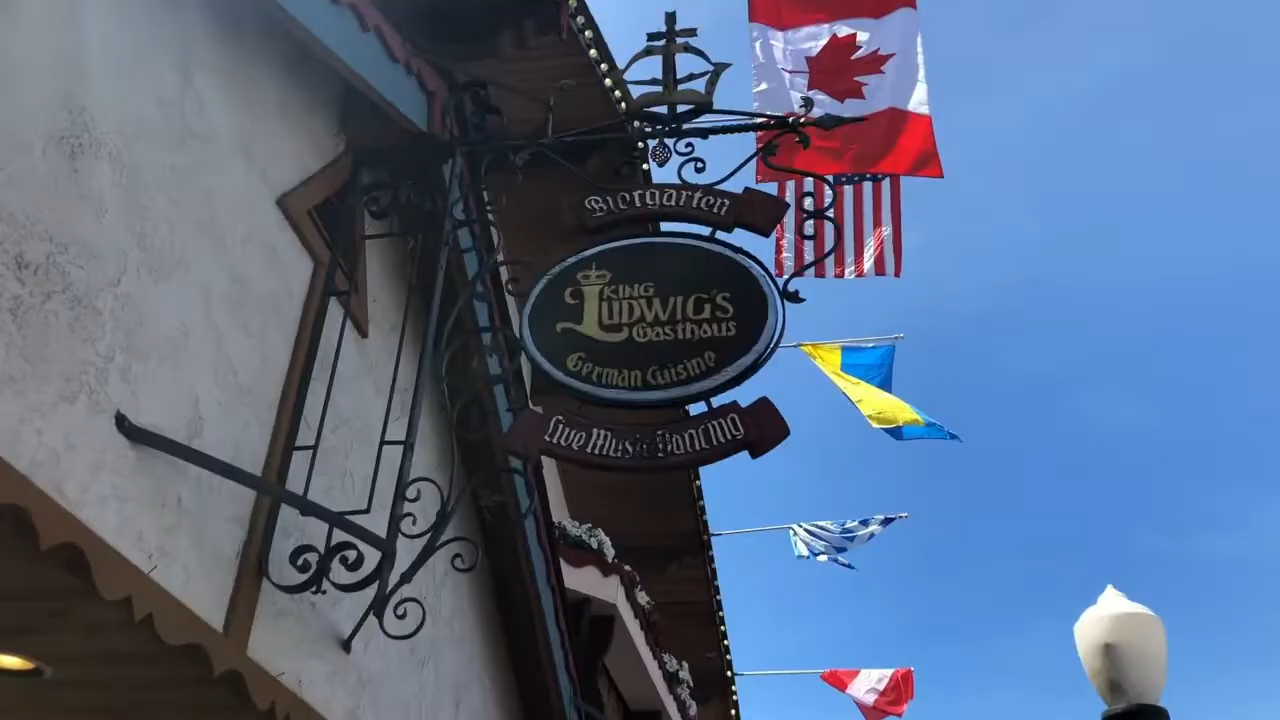 Biergarten
KING
LUDWIG'S
Gasthaus
German Cuisine
Live Music Dancing